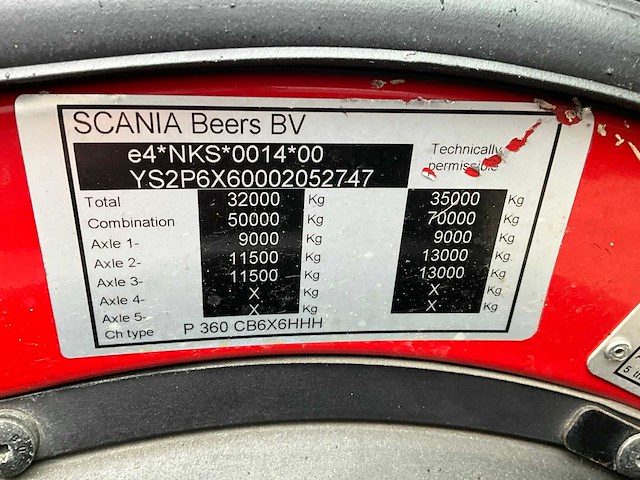 SCANIA Beers BV
e4*NKS*0014*00 Technically
YS2P6X60002052747 permissible
Total 32000 Kg 35000 Kg
Combination 50000 Kg 70000 Kg
Axle 1- 9000 Kg 9000 Kg
Axle 2- 11500 Kg 13000 Kg
Axle 3- 11500 Kg 13000 Kg
Axle 4- X Kg X Kg
Axle 5- X Kg X Kg
Ch type P 360 CB6X6HHH